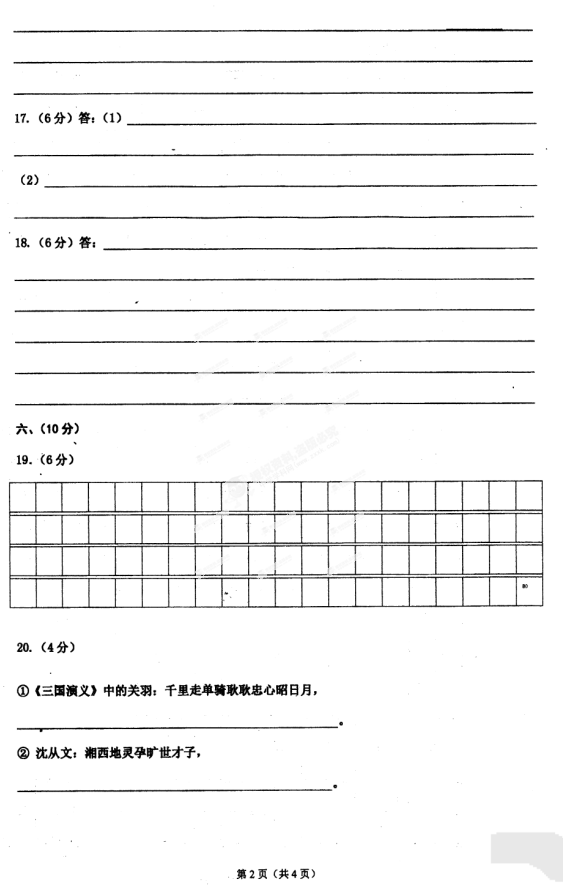 17.（6分）答：（1）
（2）
18.（6分）答：
六、（10分）
19.（6分）
80
20.（4分）
①《三国演义》中的关羽：千里走单骑耿耿忠心昭日月，
。
② 沈从文：湘西地灵孕旷世才子，
。
第2页（共4页）